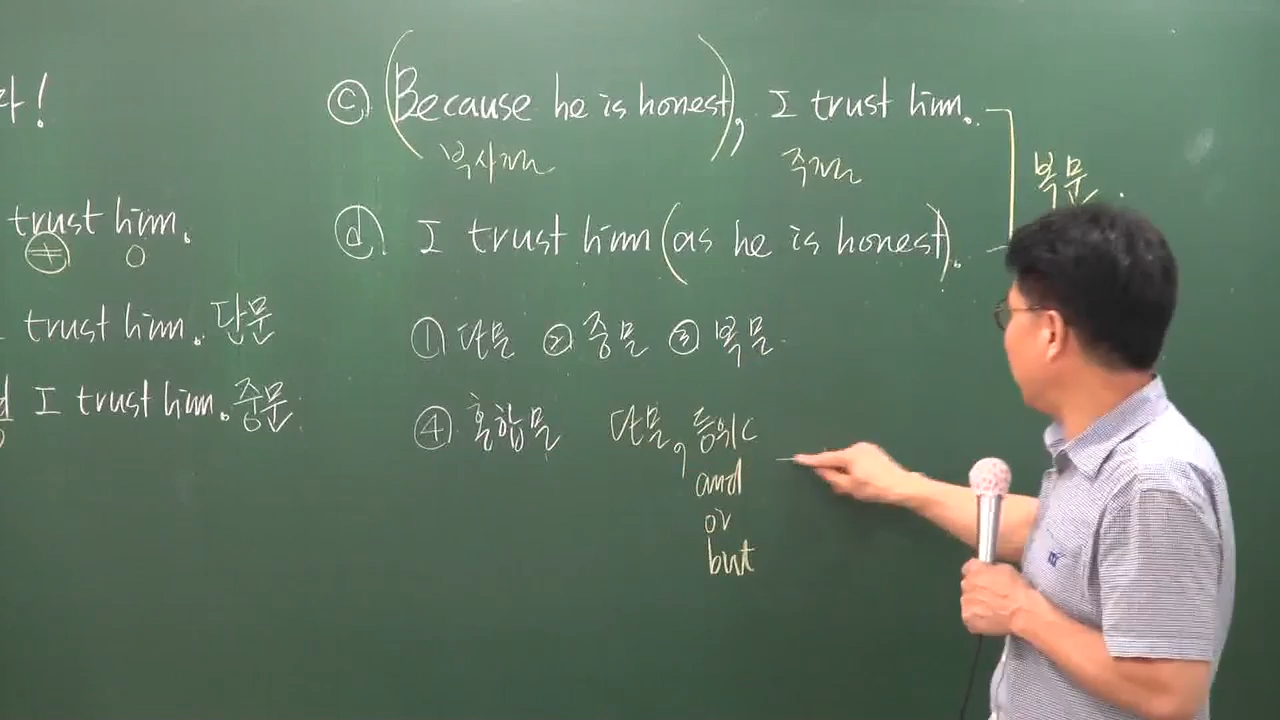 다!
trust him.
O
trust him. 단문
d I trust him. 중문
ⓒ (Because he is honest), I trust him.
부사절 주절
복문
ⓓ I trust him (as he is honest).
① 단문 ② 중문 ③ 복문
④ 혼합문 단문, 등위c
and
or
but